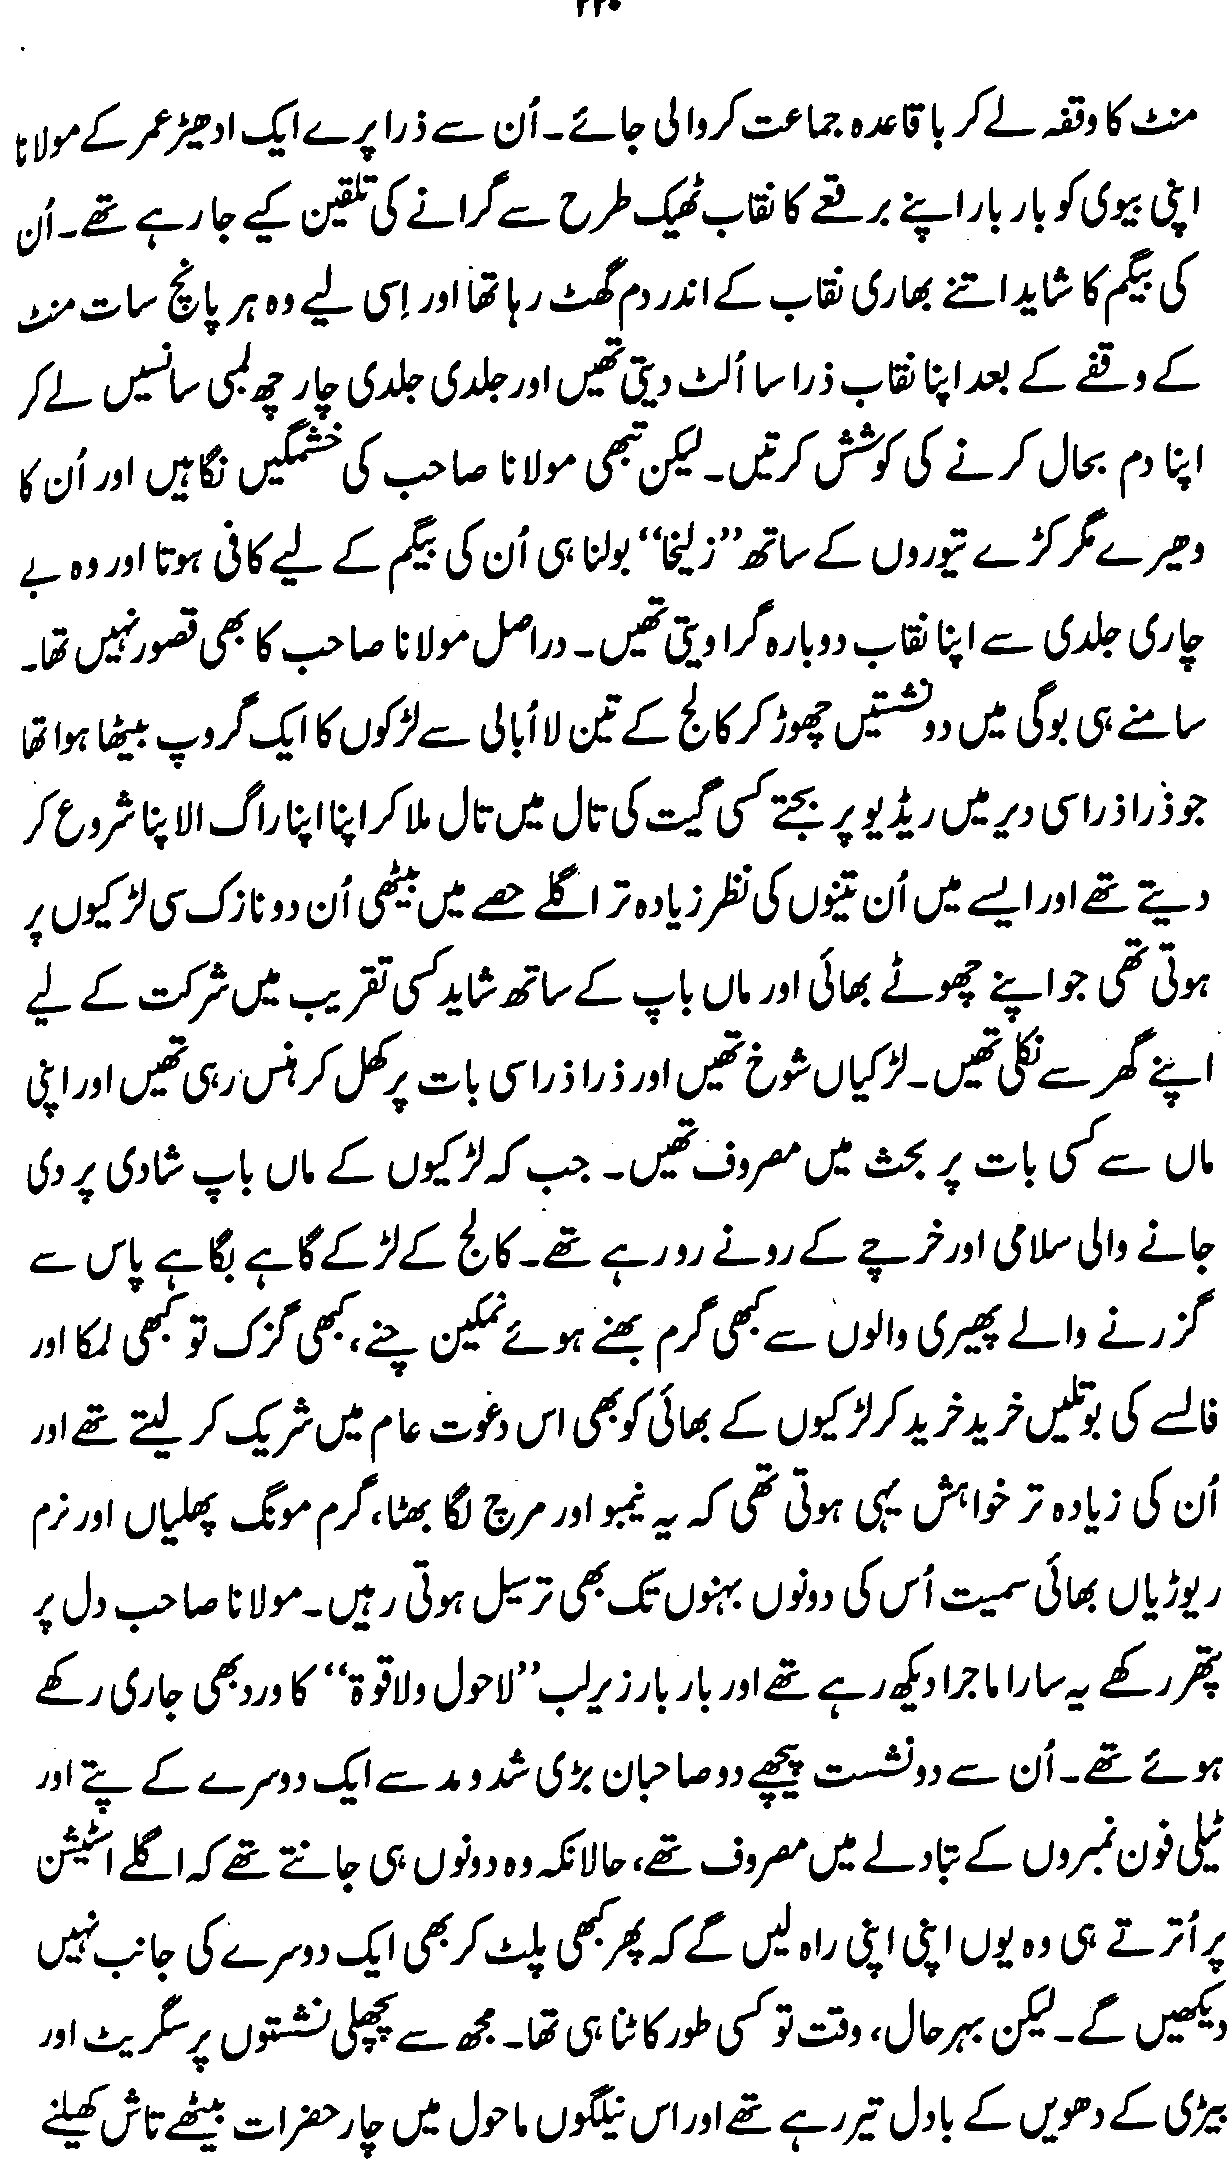 ۲۲۰
منٹ کا وقفہ لے کر باقاعدہ جماعت کروالی جائے۔ اُن سے ذرا پرے ایک ادھیڑ عمر کے مولانا
اپنی بیوی کو بار بار اپنے برقعے کا نقاب ٹھیک طرح سے گرانے کی تلقین کیے جا رہے تھے۔ اُن
کی بیگم کا شاید اتنے بھاری نقاب کے اندر دم گھٹ رہا تھا اور اِسی لیے وہ ہر پانچ سات منٹ
کے وقفے کے بعد اپنا نقاب ذرا سا اُلٹ دیتی تھیں اور جلدی جلدی چار چھ لمبی سانسیں لے کر
اپنا دم بحال کرنے کی کوشش کرتیں۔ لیکن تبھی مولانا صاحب کی خشمگیں نگاہیں اور اُن کا
دھیرے مگر کڑے تیوروں کے ساتھ ”زلیخا“ بولنا ہی اُن کی بیگم کے لیے کافی ہوتا اور وہ بے
چاری جلدی سے اپنا نقاب دوبارہ گرا دیتی تھیں۔ دراصل مولانا صاحب کا بھی قصور نہیں تھا۔
سامنے ہی بوگی میں دو نشستیں چھوڑ کر کالج کے تین لا اُبالی سے لڑکوں کا ایک گروپ بیٹھا ہوا تھا
جو ذرا ذرا سی دیر میں ریڈیو پر بجتے کسی گیت کی تال میں تال ملا کر اپنا اپنا راگ الاپنا شروع کر
دیتے تھے اور ایسے میں اُن تینوں کی نظر زیادہ تر اگلے حصے میں بیٹھی اُن دو نازک سی لڑکیوں پر
ہوتی تھی جو اپنے چھوٹے بھائی اور ماں باپ کے ساتھ شاید کسی تقریب میں شرکت کے لیے
اپنے گھر سے نکلی تھیں۔ لڑکیاں شوخ تھیں اور ذرا ذرا سی بات پر کھل کر ہنس رہی تھیں اور اپنی
ماں سے کسی بات پر بحث میں مصروف تھیں۔ جب کہ لڑکیوں کے ماں باپ شادی پر دی
جانے والی سلامی اور خرچے کے رونے رو رہے تھے۔ کالج کے لڑکے گاہے بگاہے پاس سے
گزرنے والے پھیری والوں سے کبھی گرم بھنے ہوئے نمکین چنے، کبھی گزک تو کبھی لمکا اور
فالسے کی بوتلیں خرید خرید کر لڑکیوں کے بھائی کو بھی اس دعوت عام میں شریک کر لیتے تھے اور
اُن کی زیادہ تر خواہش یہی ہوتی تھی کہ یہ نیمبو اور مرچ لگا بھٹا، گرم مونگ پھلیاں اور نرم
ریوڑیاں بھائی سمیت اُس کی دونوں بہنوں تک بھی ترسیل ہوتی رہیں۔ مولانا صاحب دل پر
پتھر رکھے یہ سارا ماجرا دیکھ رہے تھے اور بار بار زیرلب ”لاحول ولاقوۃ“ کا ورد بھی جاری رکھے
ہوئے تھے۔ اُن سے دو نشست پیچھے دو صاحبان بڑی شدومد سے ایک دوسرے کے پتے اور
ٹیلی فون نمبروں کے تبادلے میں مصروف تھے، حالانکہ وہ دونوں ہی جانتے تھے کہ اگلے اسٹیشن
پر اُترتے ہی وہ یوں اپنی اپنی راہ لیں گے کہ پھر کبھی پلٹ کر بھی ایک دوسرے کی جانب نہیں
دیکھیں گے۔ لیکن بہرحال، وقت تو کسی طور کاٹنا ہی تھا۔ مجھ سے پچھلی نشستوں پر سگریٹ اور
بیڑی کے دھویں کے بادل تیر رہے تھے اور اس نیلگوں ماحول میں چار حضرات بیٹھے تاش کھیلنے